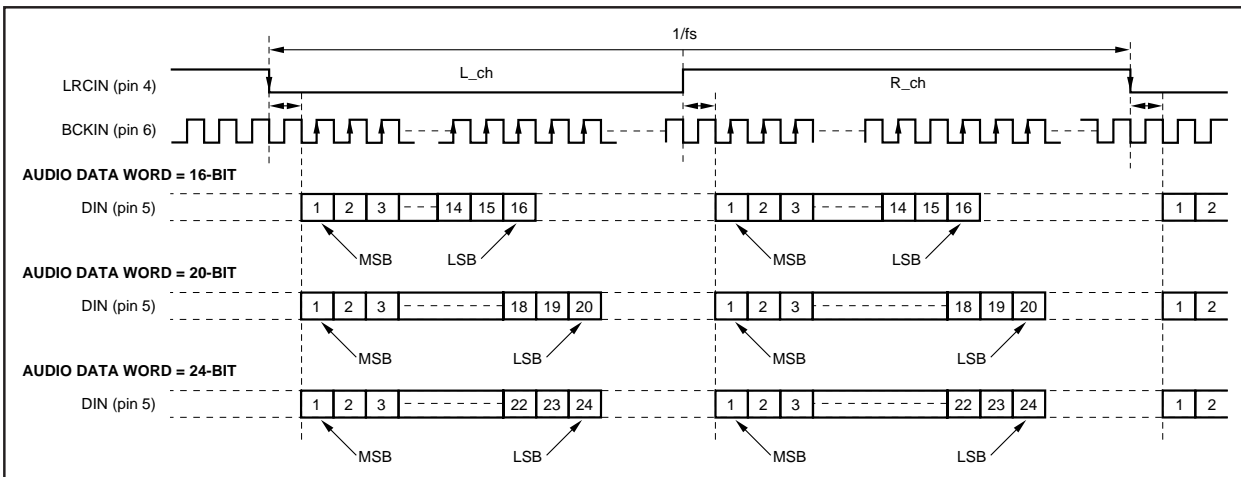 1/fs
LRCIN (pin 4)
L_ch
R_ch
BCKIN (pin 6)
AUDIO DATA WORD = 16-BIT
DIN (pin 5)
1 2 3 14 15 16 1 2 3 14 15 16 1 2
MSB LSB MSB LSB
AUDIO DATA WORD = 20-BIT
DIN (pin 5)
1 2 3 18 19 20 1 2 3 18 19 20 1 2
MSB LSB MSB LSB
AUDIO DATA WORD = 24-BIT
DIN (pin 5)
1 2 3 22 23 24 1 2 3 22 23 24 1 2
MSB LSB MSB LSB